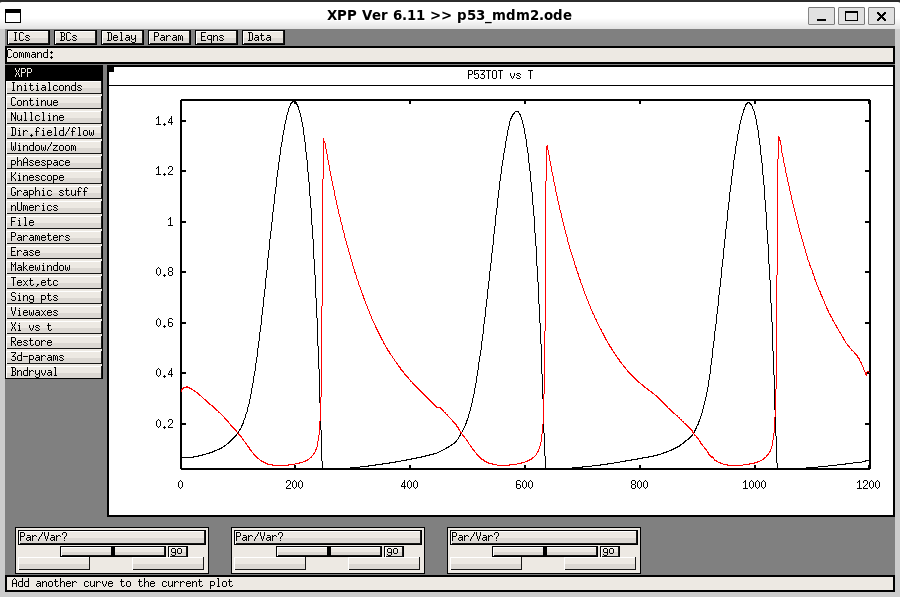 XPP Ver 6.11 >> p53_mdm2.ode
ICs BCs Delay Param Eqns Data
Command:
XPP
Initialconds
Continue
Nullcline
Dir.field/flow
Window/zoom
phAsespace
Kinescope
Graphic stuff
nUmerics
File
Parameters
Erase
Makewindow
Text,etc
Sing pts
Viewaxes
Xi vs t
Restore
3d-params
Bndryval
P53TOT vs T
1.4
1.2
1
0.8
0.6
0.4
0.2
0 200 400 600 800 1000 1200
Par/Var? Par/Var? Par/Var?
go go go
Add another curve to the current plot